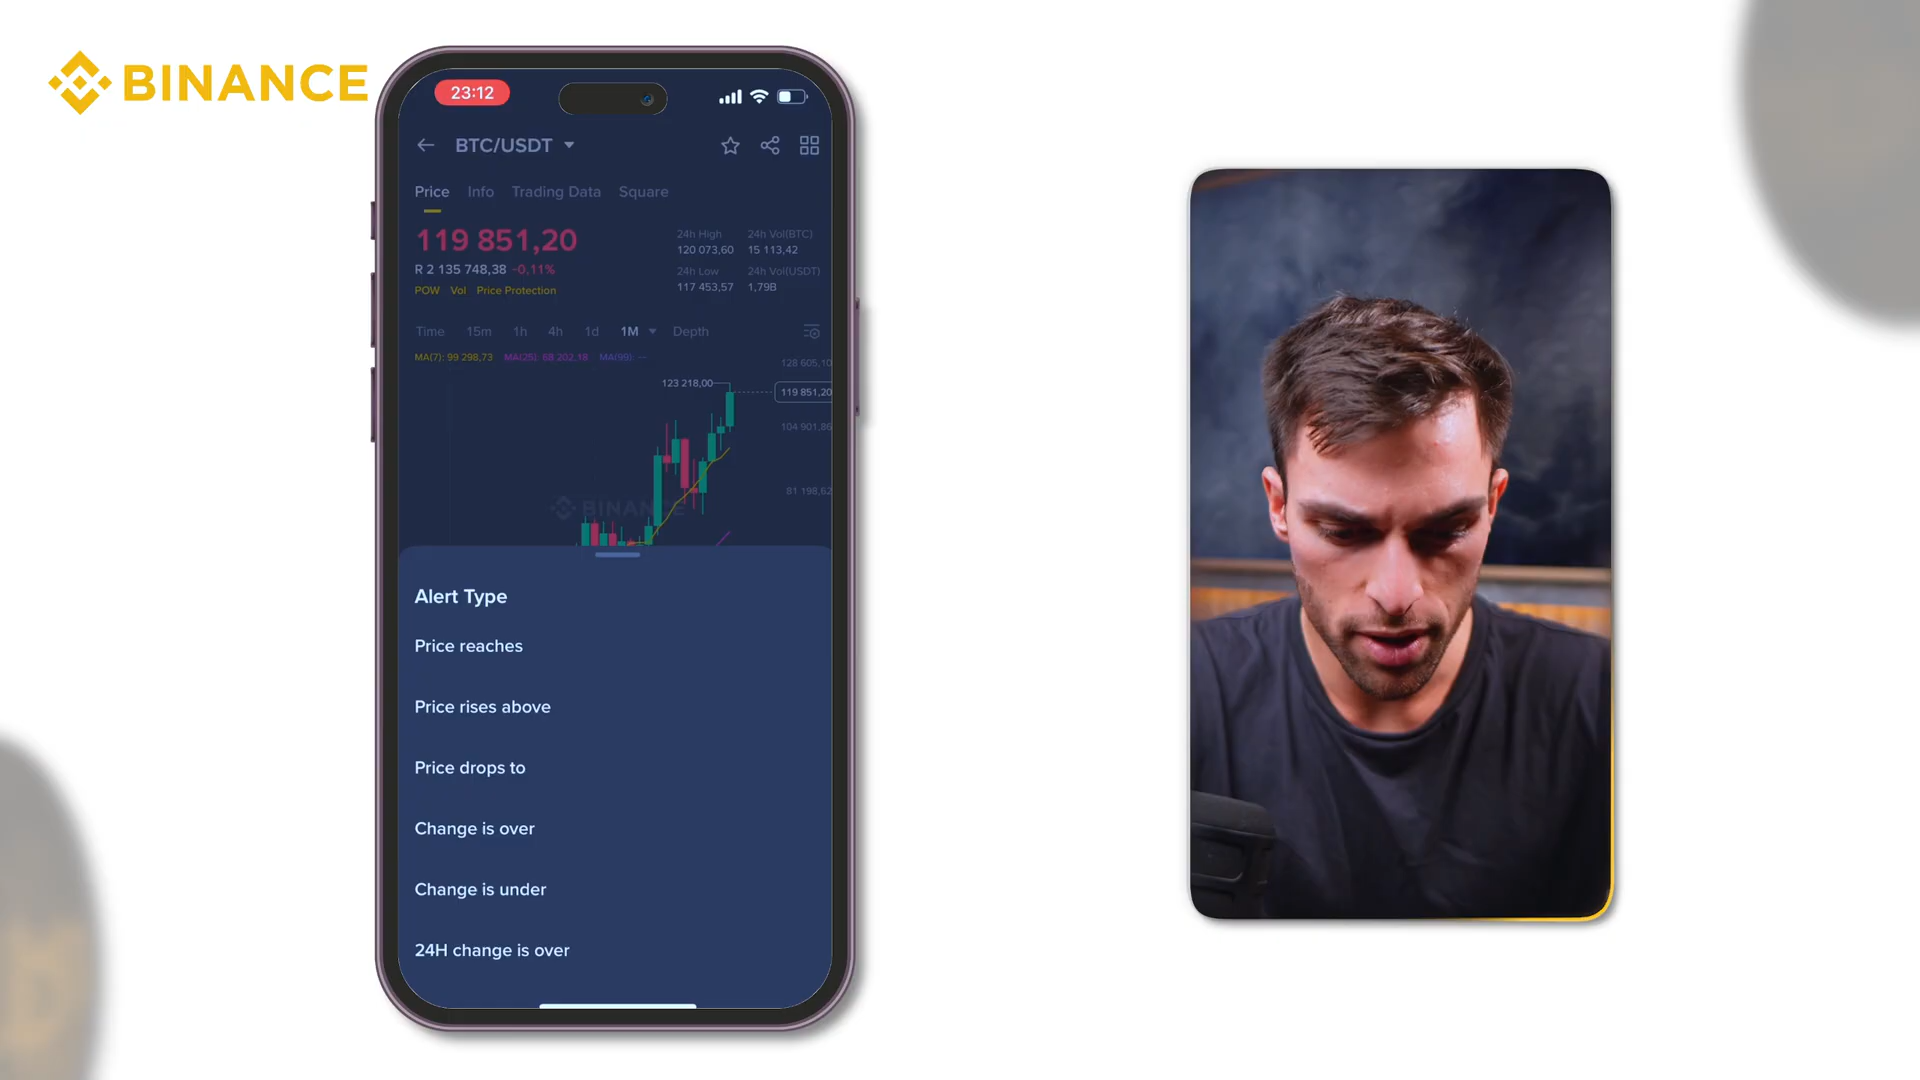 BINANCE
23:12
BTC/USDT
Price Info Trading Data Square
119 851,20
R 2 135 748,38 -0,11%
POW Vol Price Protection
24h High 24h Vol(BTC)
120 073,60 15 113,42
24h Low 24h Vol(USDT)
117 453,57 1,79B
Time 15m 1h 4h 1d 1M Depth
MA(7): 99 298,73 MA(25): 68 202,18 MA(99): --
128 605,10
123 218,00
119 851,20
104 901,86
81 198,62
BINANCE
Alert Type
Price reaches
Price rises above
Price drops to
Change is over
Change is under
24H change is over